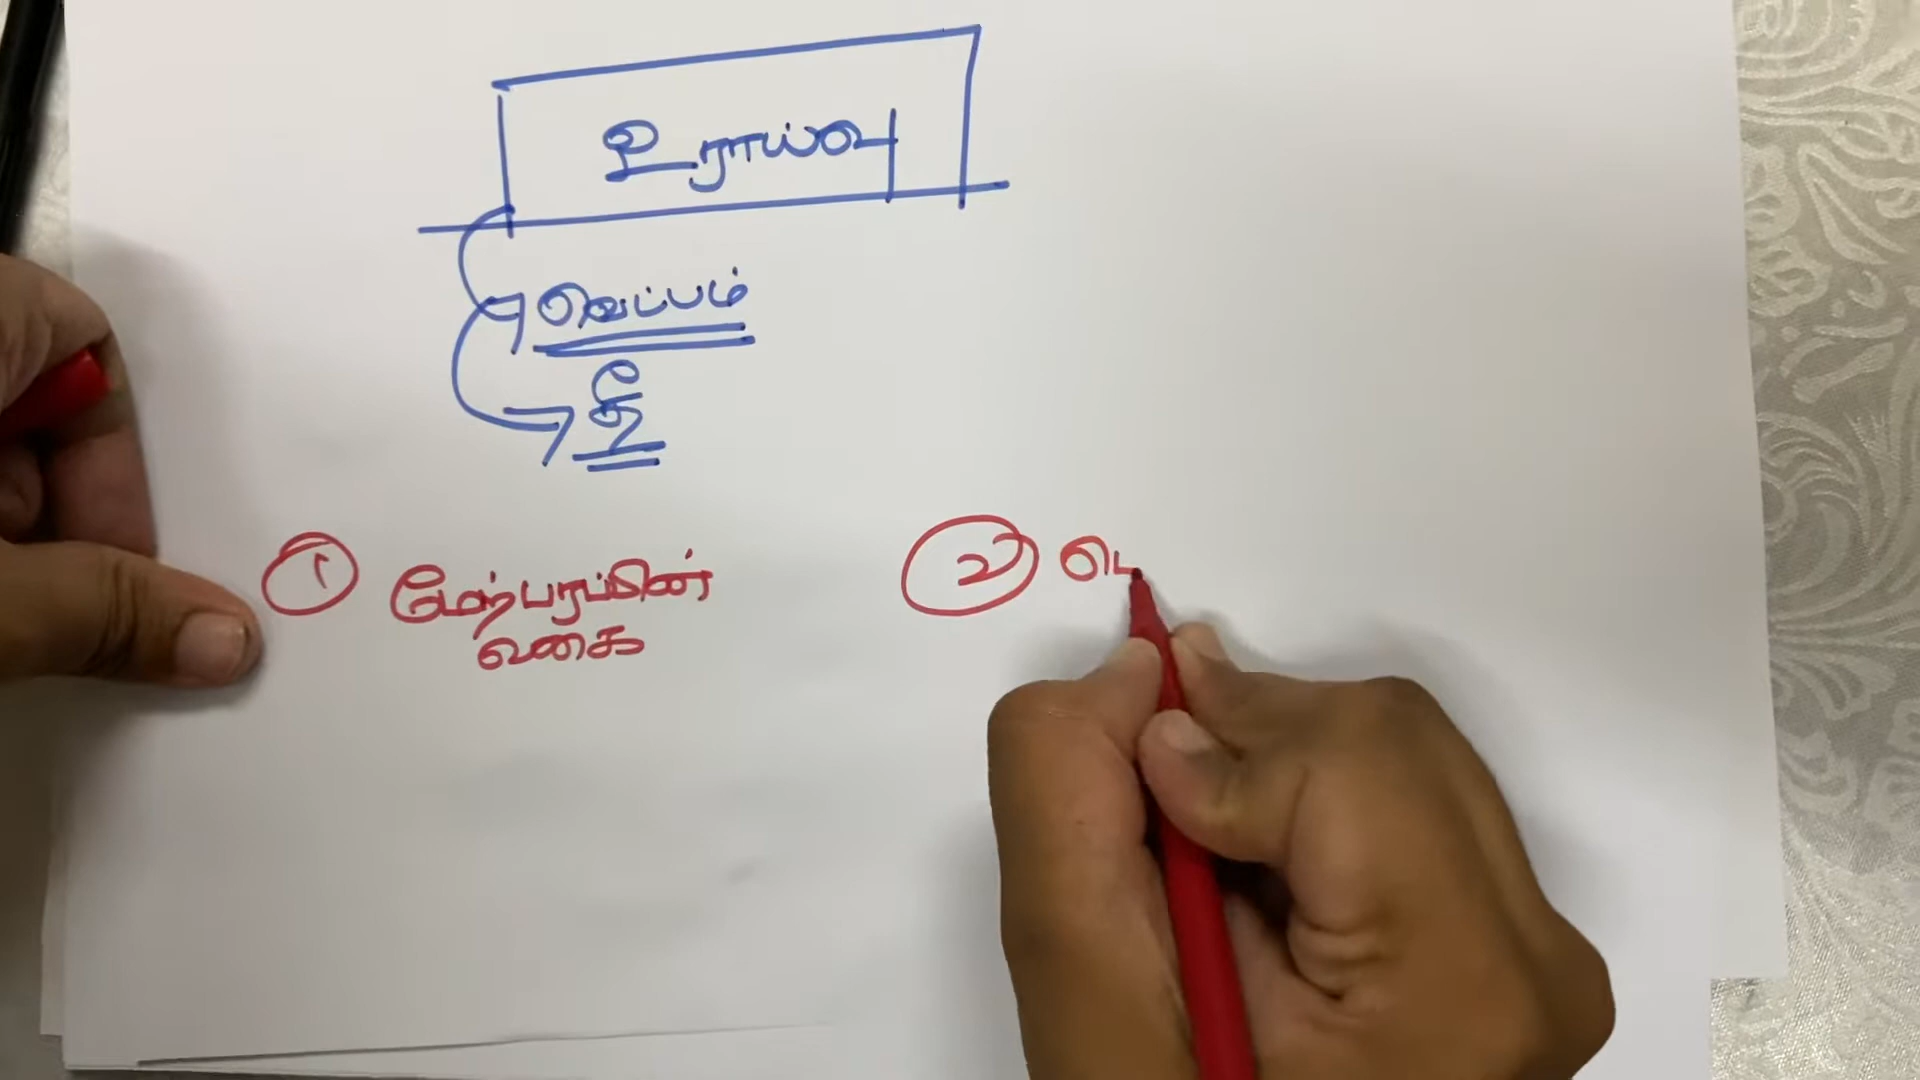 உராய்வு
வெப்பம்
தீ
1 மேற்பரப்பின்
வகை
2